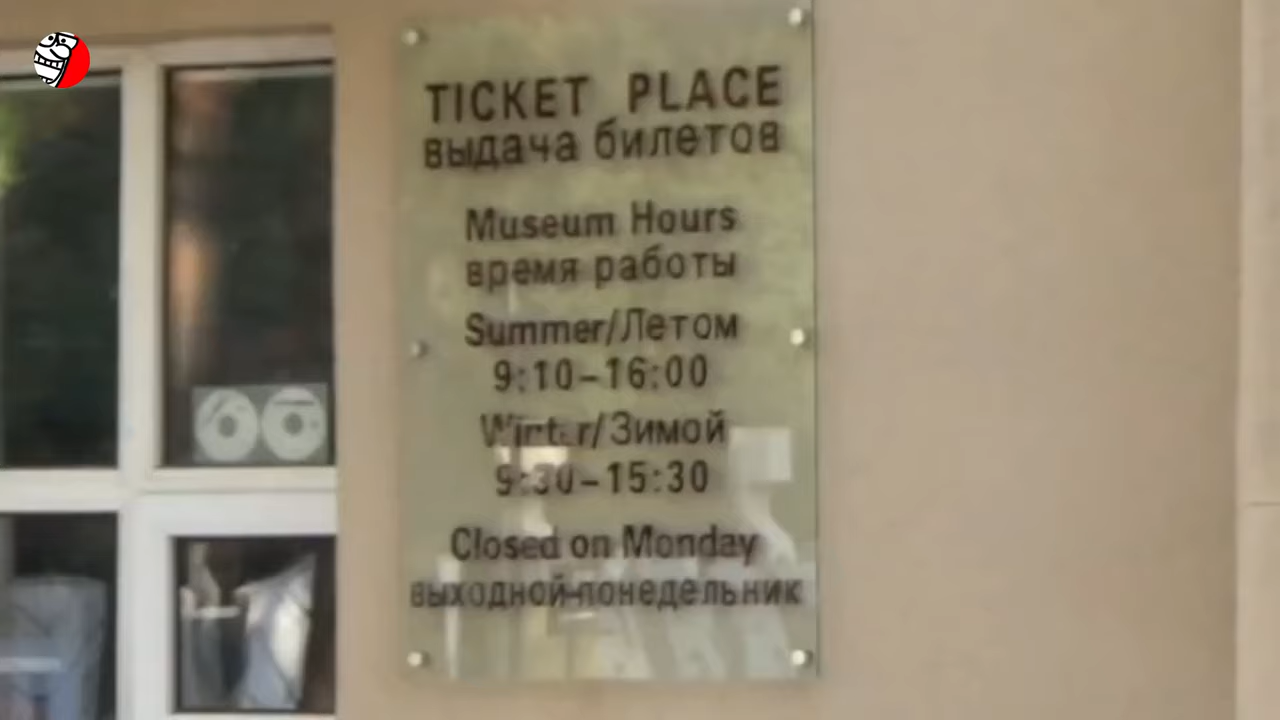 TICKET PLACE
выдача билетов
Museum Hours
время работы
Summer/Летом
9:10–16:00
Winter/Зимой
9:30–15:30
Closed on Monday
выходной-понедельник